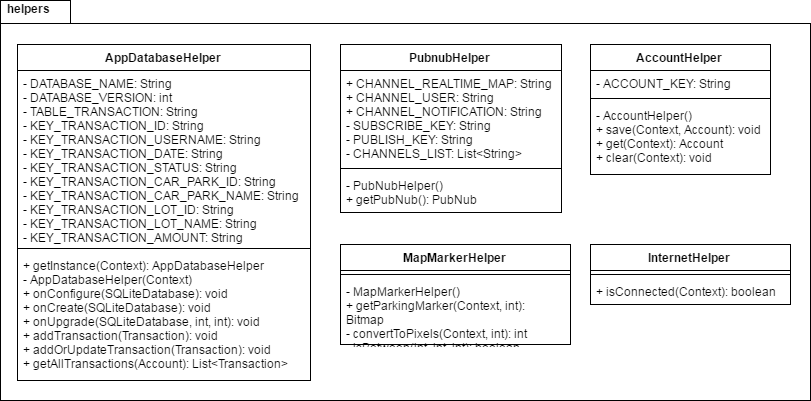 helpers
AppDatabaseHelper
- DATABASE_NAME: String
- DATABASE_VERSION: int
- TABLE_TRANSACTION: String
- KEY_TRANSACTION_ID: String
- KEY_TRANSACTION_USERNAME: String
- KEY_TRANSACTION_DATE: String
- KEY_TRANSACTION_STATUS: String
- KEY_TRANSACTION_CAR_PARK_ID: String
- KEY_TRANSACTION_CAR_PARK_NAME: String
- KEY_TRANSACTION_LOT_ID: String
- KEY_TRANSACTION_LOT_NAME: String
- KEY_TRANSACTION_AMOUNT: String
+ getInstance(Context): AppDatabaseHelper
- AppDatabaseHelper(Context)
+ onConfigure(SQLiteDatabase): void
+ onCreate(SQLiteDatabase): void
+ onUpgrade(SQLiteDatabase, int, int): void
+ addTransaction(Transaction): void
+ addOrUpdateTransaction(Transaction): void
+ getAllTransactions(Account): List<Transaction>
PubnubHelper
+ CHANNEL_REALTIME_MAP: String
+ CHANNEL_USER: String
+ CHANNEL_NOTIFICATION: String
- SUBSCRIBE_KEY: String
- PUBLISH_KEY: String
- CHANNELS_LIST: List<String>
- PubNubHelper()
+ getPubNub(): PubNub
AccountHelper
- ACCOUNT_KEY: String
- AccountHelper()
+ save(Context, Account): void
+ get(Context): Account
+ clear(Context): void
MapMarkerHelper
- MapMarkerHelper()
+ getParkingMarker(Context, int):
Bitmap
- convertToPixels(Context, int): int
- isBetween(int, int, int): boolean
InternetHelper
+ isConnected(Context): boolean